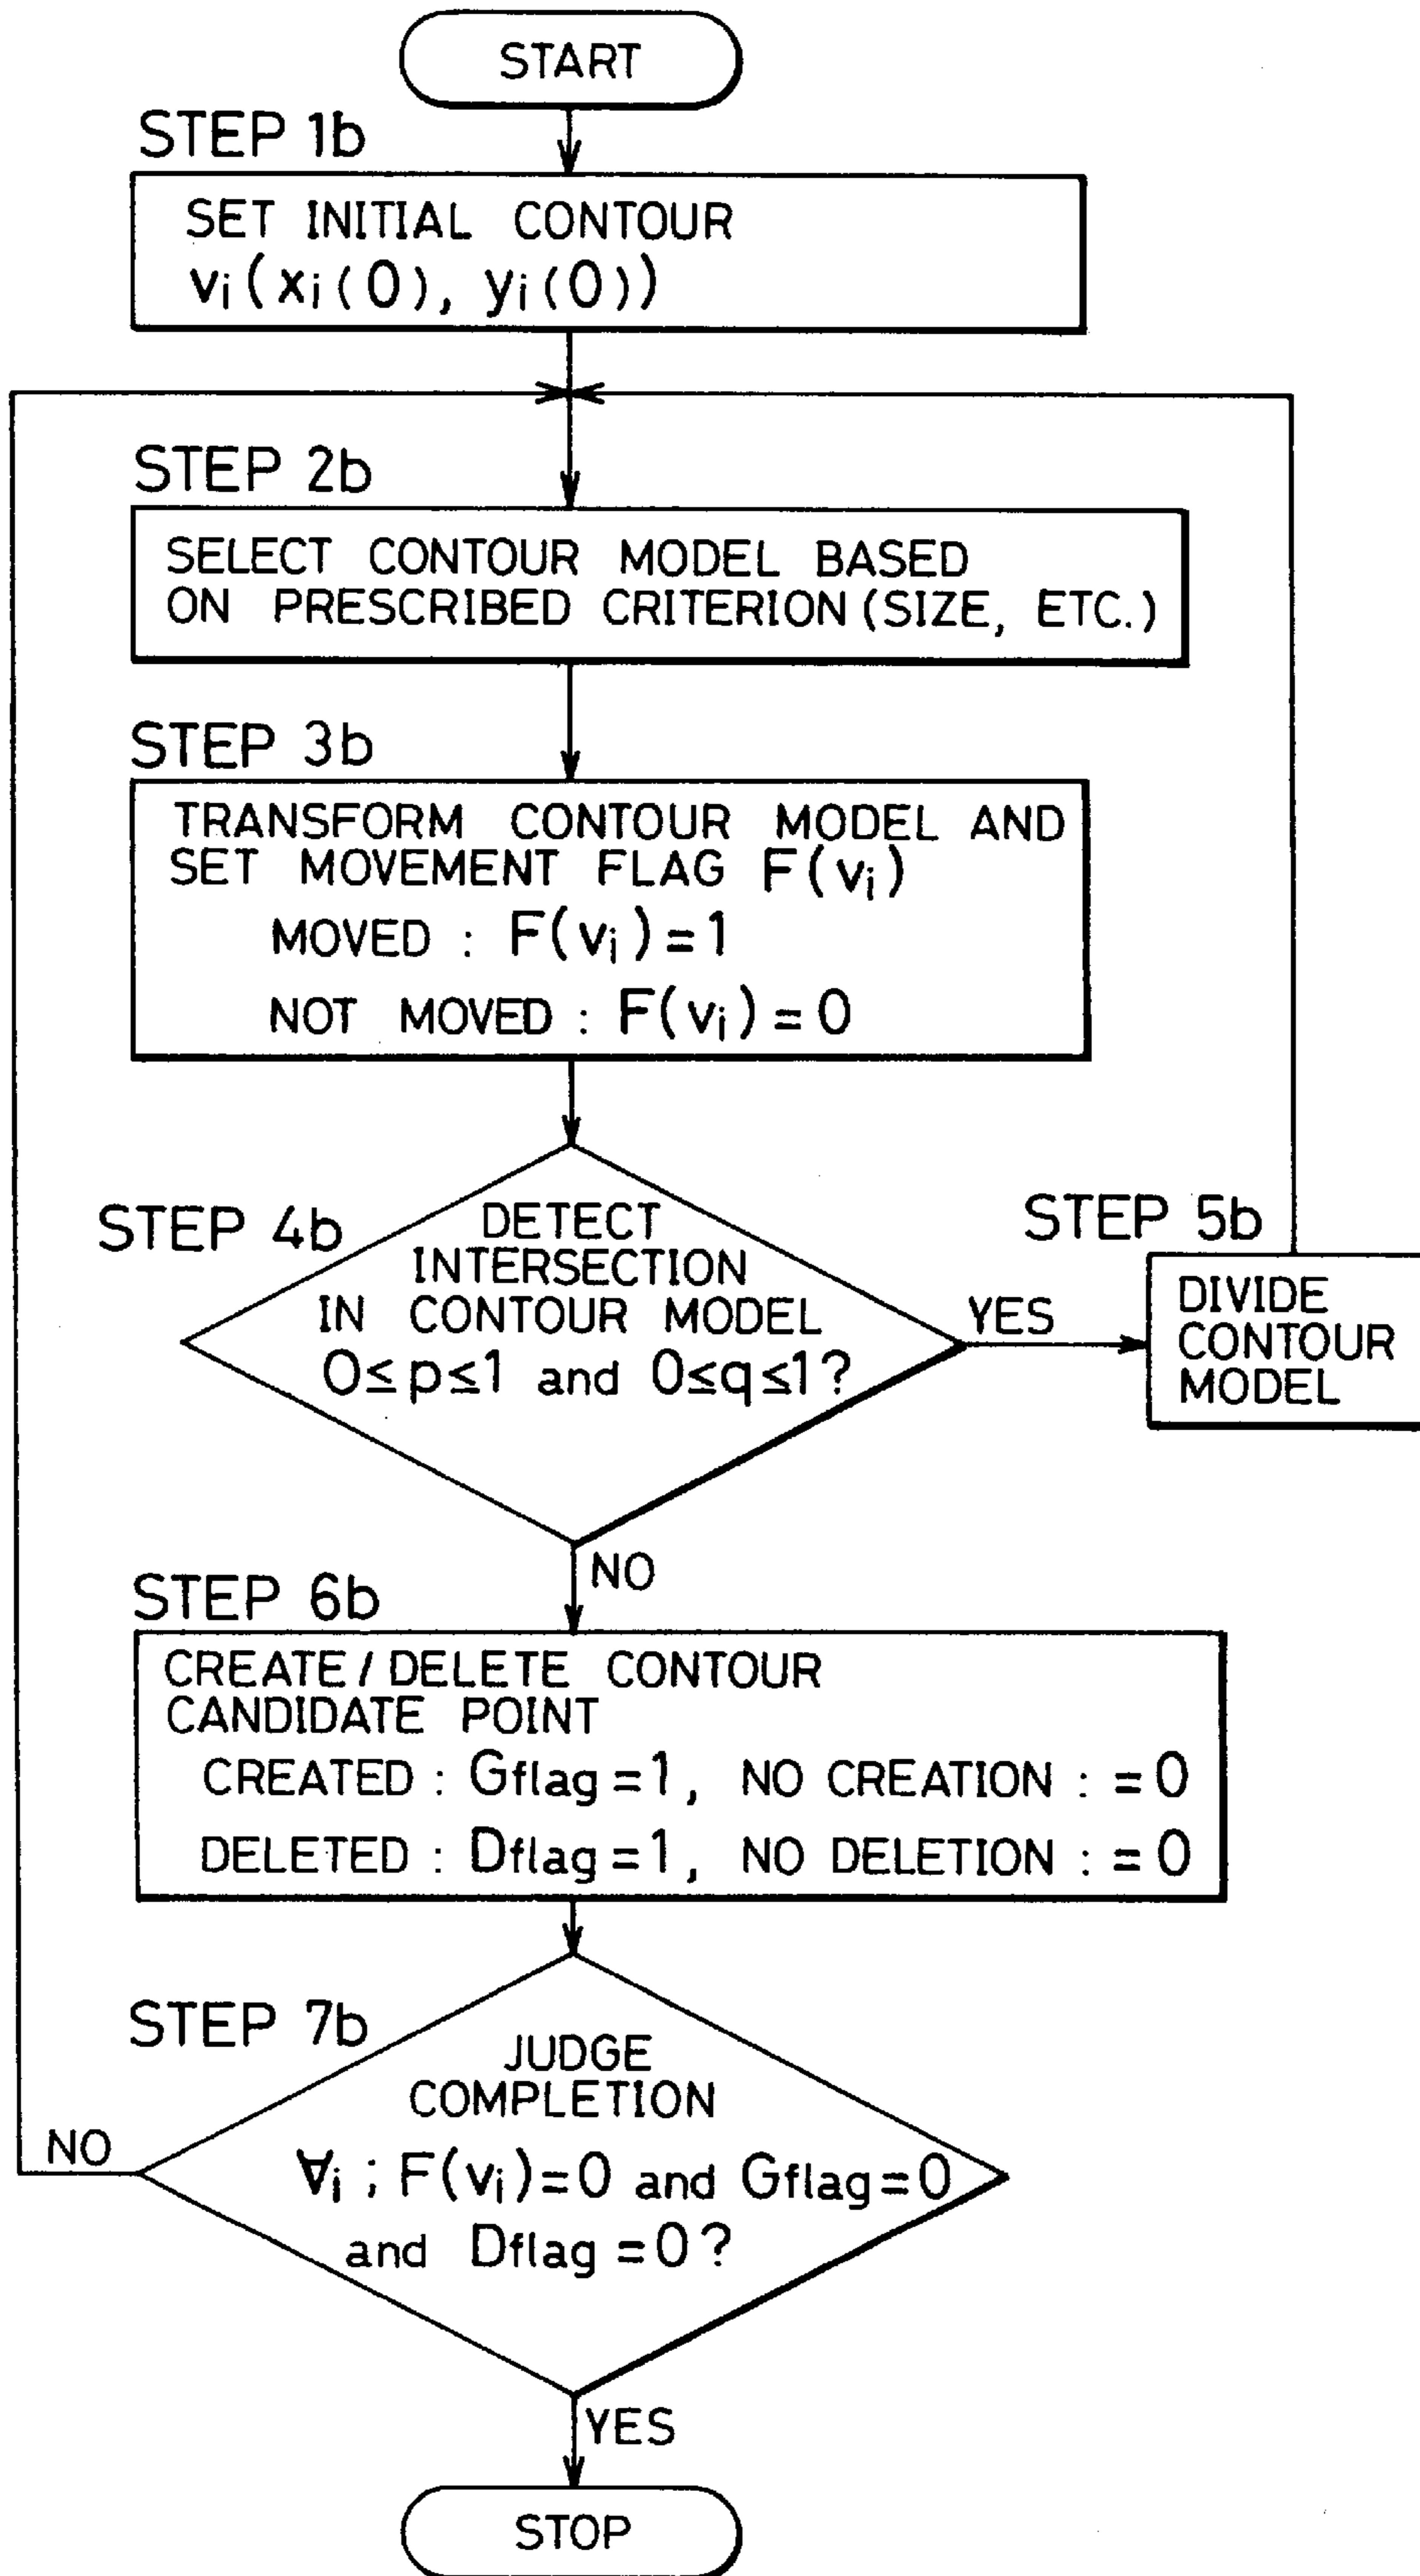 START
STEP 1b
SET INITIAL CONTOUR
vi(xi(0), yi(0))
STEP 2b
SELECT CONTOUR MODEL BASED
ON PRESCRIBED CRITERION (SIZE, ETC.)
STEP 3b
TRANSFORM CONTOUR MODEL AND
SET MOVEMENT FLAG F(vi)
MOVED : F(vi)=1
NOT MOVED : F(vi)=0
STEP 4b
DETECT
INTERSECTION
IN CONTOUR MODEL
0≤p≤1 and 0≤q≤1?
YES
STEP 5b
DIVIDE
CONTOUR
MODEL
NO
STEP 6b
CREATE/DELETE CONTOUR
CANDIDATE POINT
CREATED : Gflag=1, NO CREATION : =0
DELETED : Dflag=1, NO DELETION : =0
STEP 7b
JUDGE
COMPLETION
∀i ; F(vi)=0 and Gflag=0
and Dflag=0?
NO
YES
STOP